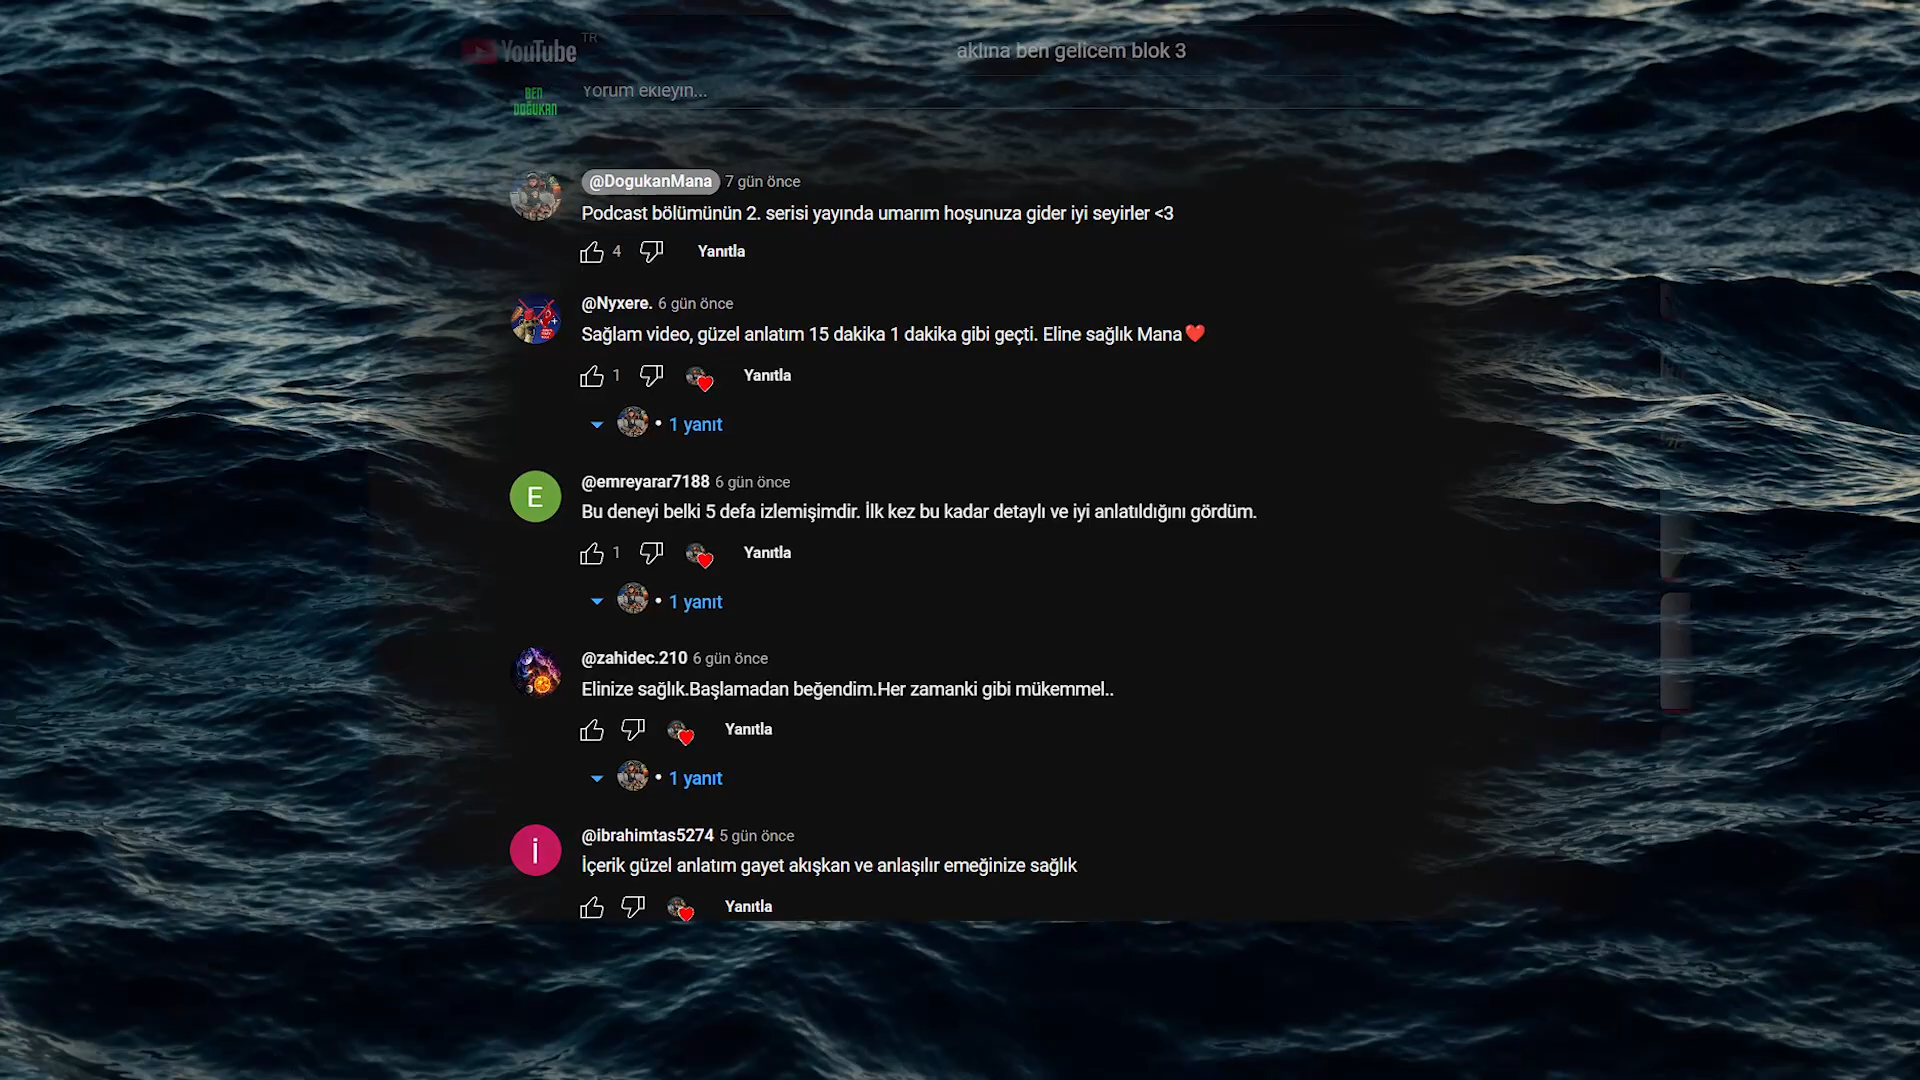 YouTube TR
aklına ben gelicem blok 3
BEN
DOĞUKAN
Yorum ekleyin...
@DogukanMana 7 gün önce
Podcast bölümünün 2. serisi yayında umarım hoşunuza gider iyi seyirler <3
4 Yanıtla
@Nyxere. 6 gün önce
Sağlam video, güzel anlatım 15 dakika 1 dakika gibi geçti. Eline sağlık Mana❤️
1 Yanıtla
• 1 yanıt
E
@emreyarar7188 6 gün önce
Bu deneyi belki 5 defa izlemişimdir. İlk kez bu kadar detaylı ve iyi anlatıldığını gördüm.
1 Yanıtla
• 1 yanıt
@zahidec.210 6 gün önce
Elinize sağlık.Başlamadan beğendim.Her zamanki gibi mükemmel..
Yanıtla
• 1 yanıt
i
@ibrahimtas5274 5 gün önce
İçerik güzel anlatım gayet akışkan ve anlaşılır emeğinize sağlık
Yanıtla